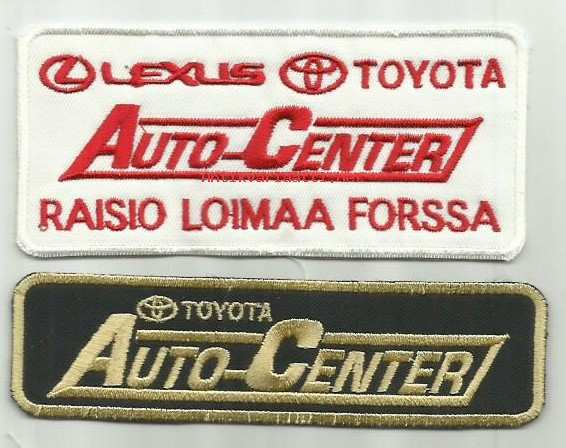 LEXUS TOYOTA
AUTO-CENTER
RAISIO LOIMAA FORSSA
TOYOTA
AUTO-CENTER